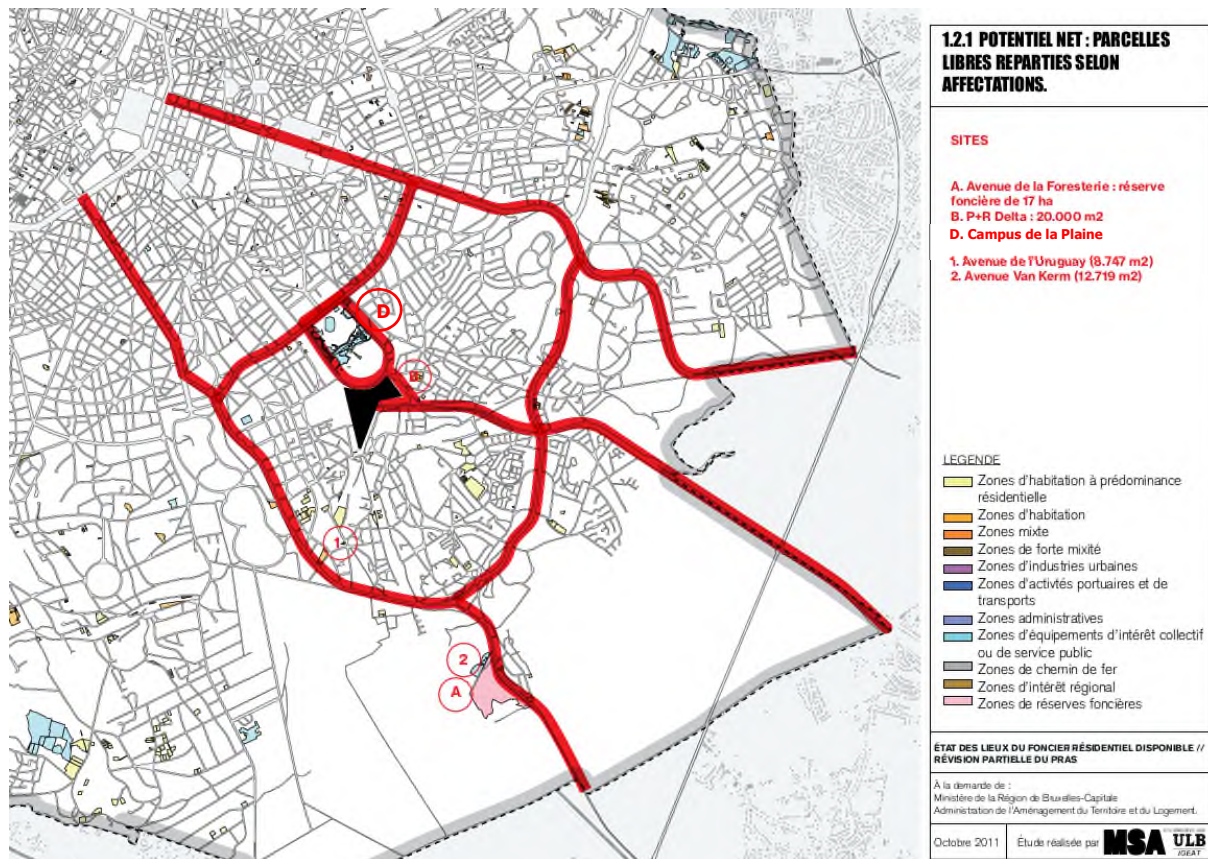 1.2.1 POTENTIEL NET : PARCELLES
LIBRES REPARTIES SELON
AFFECTATIONS.
SITES
A. Avenue de la Foresterie : réserve
foncière de 17 ha
B. P+R Delta : 20.000 m2
D. Campus de la Plaine
1. Avenue de l'Uruguay (8.747 m2)
2. Avenue Van Kerm (12.719 m2)
D
B
1
2
A
LEGENDE
Zones d'habitation à prédominance
résidentielle
Zones d'habitation
Zones mixte
Zones de forte mixité
Zones d'industries urbaines
Zones d'activtés portuaires et de
transports
Zones administratives
Zones d'équipements d'intérêt collectif
ou de service public
Zones de chemin de fer
Zones d'intérêt régional
Zones de réserves foncières
ÉTAT DES LIEUX DU FONCIER RÉSIDENTIEL DISPONIBLE //
RÉVISION PARTIELLE DU PRAS
À la demande de :
Ministère de la Région de Bruxelles-Capitale
Administration de l'Aménagement du Territoire et du Logement.
Octobre 2011
Étude réalisée par MSA ULB
IGEAT